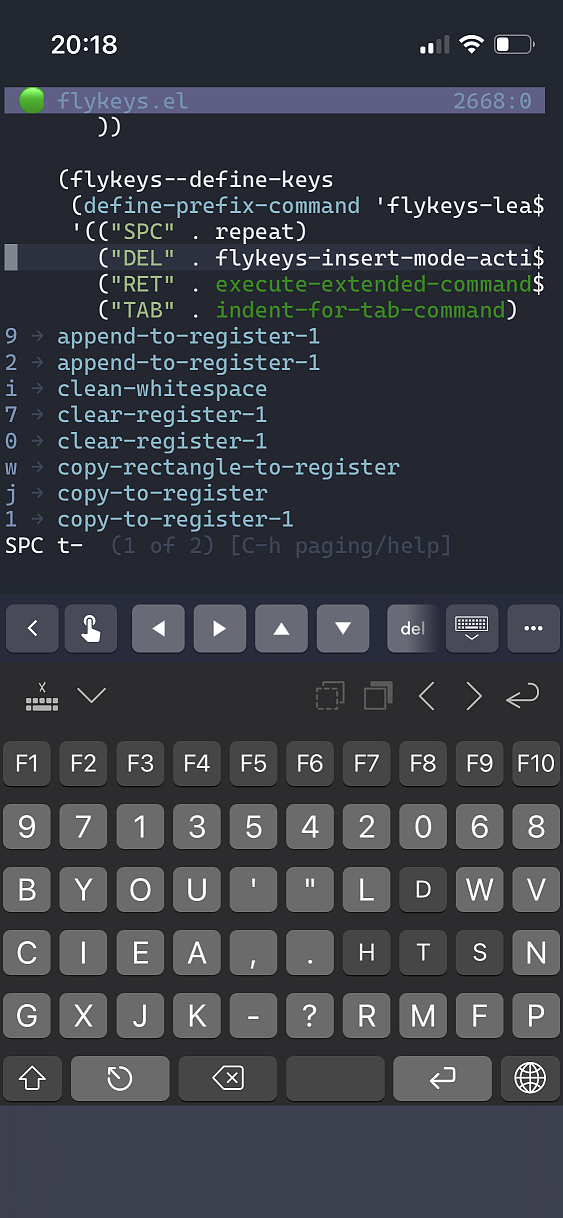 20:18
flykeys.el 2668:0
))
(flykeys--define-keys
(define-prefix-command 'flykeys-lea$
'(("SPC" . repeat)
("DEL" . flykeys-insert-mode-acti$
("RET" . execute-extended-command$
("TAB" . indent-for-tab-command)
9 → append-to-register-1
2 → append-to-register-1
i → clean-whitespace
7 → clear-register-1
0 → clear-register-1
w → copy-rectangle-to-register
j → copy-to-register
1 → copy-to-register-1
SPC t- (1 of 2) [C-h paging/help]
del
F1 F2 F3 F4 F5 F6 F7 F8 F9 F10
9 7 1 3 5 4 2 0 6 8
B Y O U ' " L D W V
C I E A , . H T S N
G X J K - ? R M F P